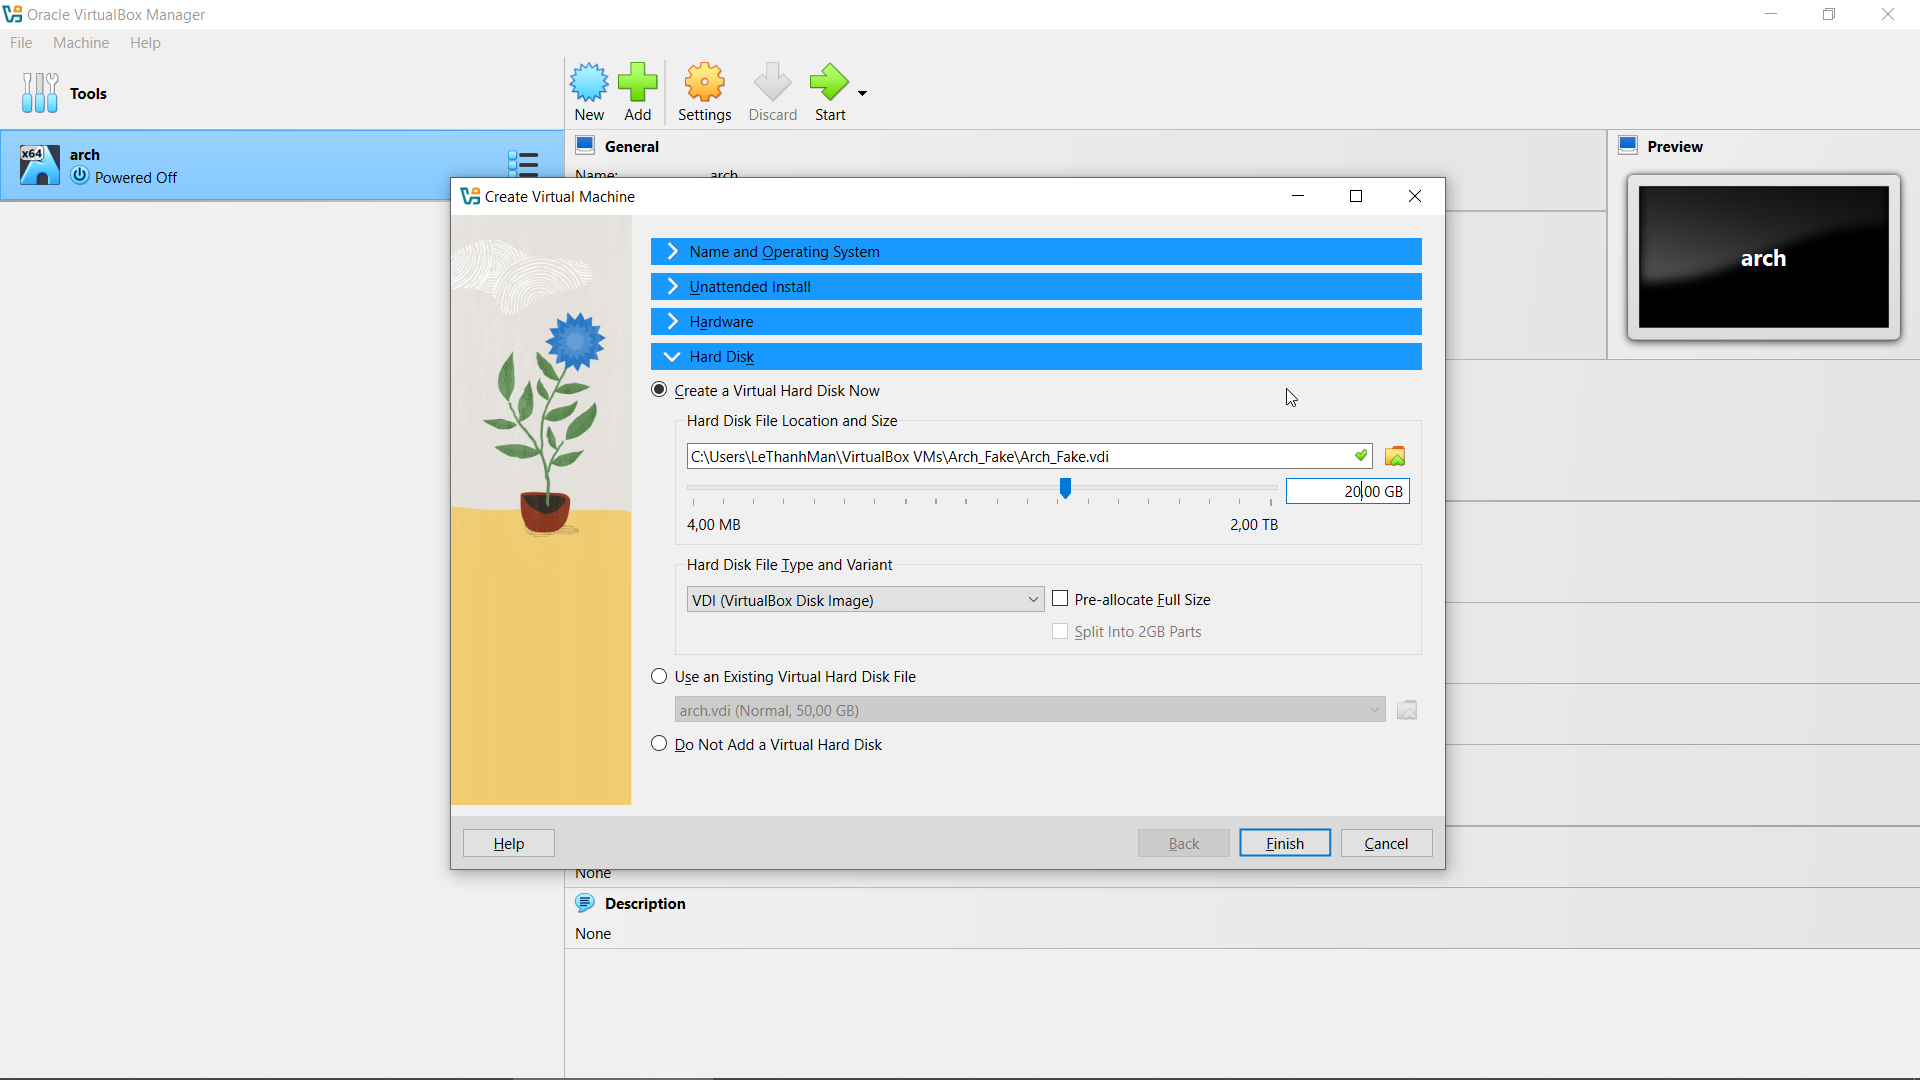 Oracle VirtualBox Manager
File Machine Help
Tools
New Add Settings Discard Start
x64
arch
Powered Off
General
Name: arch
Preview
arch
Create Virtual Machine
Name and Operating System
Unattended Install
Hardware
Hard Disk
Create a Virtual Hard Disk Now
Hard Disk File Location and Size
C:\Users\LeThanhMan\VirtualBox VMs\Arch_Fake\Arch_Fake.vdi
20,00 GB
4,00 MB 2,00 TB
Hard Disk File Type and Variant
VDI (VirtualBox Disk Image) Pre-allocate Full Size
Split Into 2GB Parts
Use an Existing Virtual Hard Disk File
arch.vdi (Normal, 50,00 GB)
Do Not Add a Virtual Hard Disk
Help Back Finish Cancel
None
Description
None